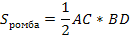 S_ромба = 1/2 AC * BD